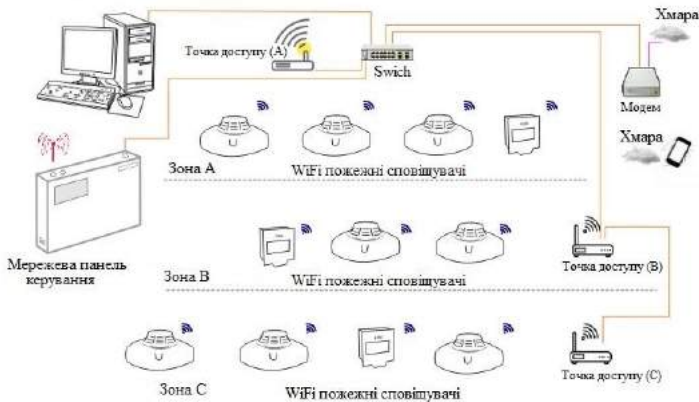 Хмара
Точка доступу (А)
Swich
Модем
Хмара
Зона А
WiFi пожежні сповіщувачі
Мережева панель
керування
Зона В
WiFi пожежні сповіщувачі
Точка доступу (В)
Зона С
WiFi пожежні сповіщувачі
Точка доступу (С)